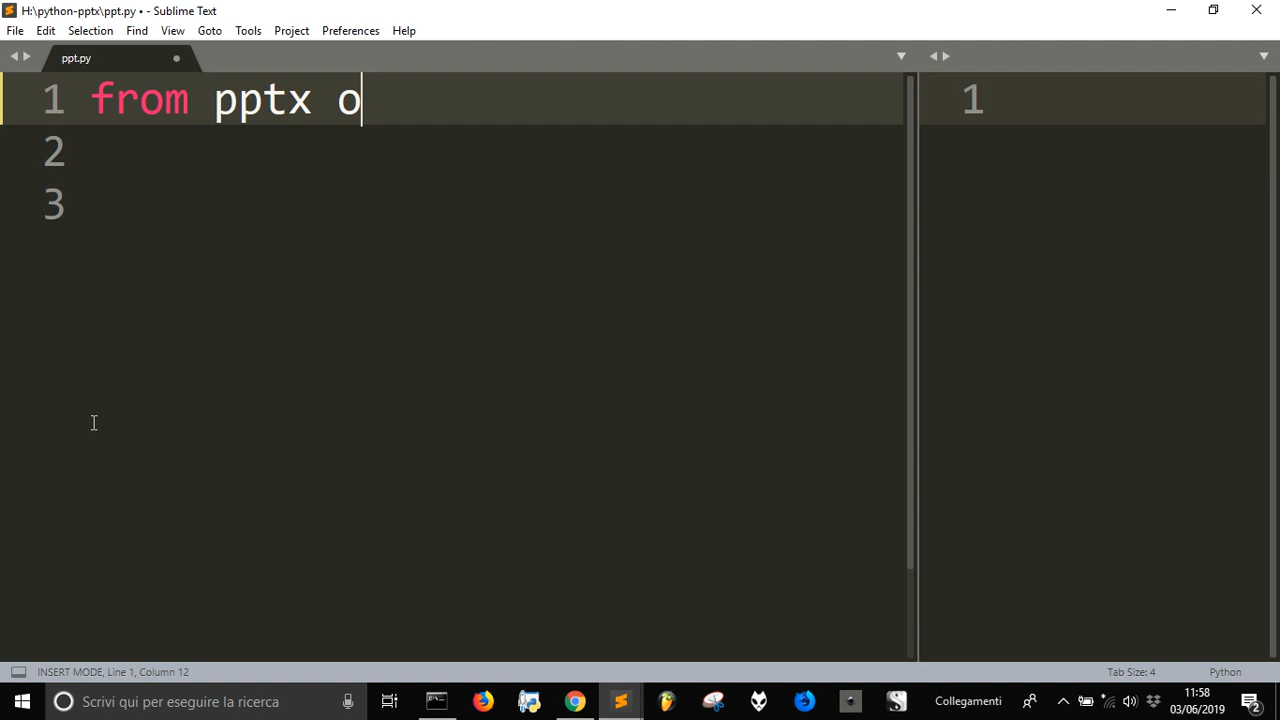 H:\python-pptx\ppt.py • - Sublime Text
File Edit Selection Find View Goto Tools Project Preferences Help
ppt.py
1 from pptx o
2
3
1
INSERT MODE, Line 1, Column 12
Tab Size: 4
Python
Scrivi qui per eseguire la ricerca
Collegamenti
11:58
03/06/2019
2